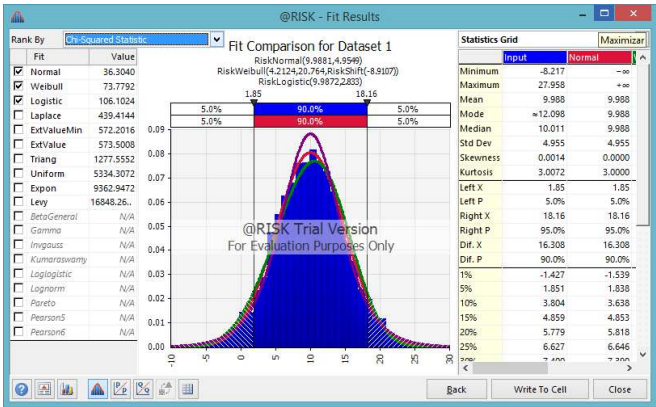 @RISK - Fit Results
Rank By Chi-Squared Statistic
Fit Value
Normal 36.3040
Weibull 73.7792
Logistic 106.1024
Laplace 439.4144
ExtValueMin 572.2016
ExtValue 573.5008
Triang 1277.5552
Uniform 5334.3072
Expon 9362.9472
Levy 16848.26..
BetaGeneral N/A
Gamma N/A
Invgauss N/A
Kumaraswamy N/A
Loglogistic N/A
Lognorm N/A
Pareto N/A
Pearson5 N/A
Pearson6 N/A
Fit Comparison for Dataset 1
RiskNormal(9.9881,4.9549)
RiskWeibull(4.2124,20.764,RiskShift(-8.9107))
RiskLogistic(9.9872,2.833)
1.85 18.16
5.0% 90.0% 5.0%
5.0% 90.0% 5.0%
0.09
0.08
0.07
0.06
0.05
0.04
0.03
0.02
0.01
0.00
@RISK Trial Version
For Evaluation Purposes Only
-10 -5 0 5 10 15 20 25 30
Statistics Grid Maximizar
Input Normal
Minimum -8.217 -∞
Maximum 27.958 +∞
Mean 9.988 9.988
Mode ≈12.098 9.988
Median 10.011 9.988
Std Dev 4.955 4.955
Skewness 0.0014 0.0000
Kurtosis 3.0072 3.0000
Left X 1.85 1.85
Left P 5.0% 5.0%
Right X 18.16 18.16
Right P 95.0% 95.0%
Dif. X 16.308 16.308
Dif. P 90.0% 90.0%
1% -1.427 -1.539
5% 1.851 1.838
10% 3.804 3.638
15% 4.859 4.853
20% 5.779 5.818
25% 6.627 6.646
Back Write To Cell Close